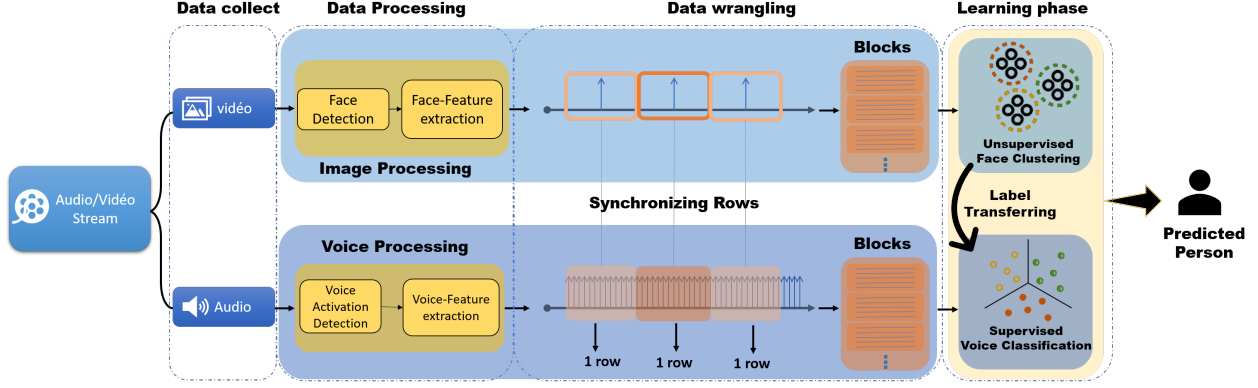 Data collect
Data Processing
Data wrangling
Learning phase
Blocks
vidéo
Face
Detection
Face-Feature
extraction
Image Processing
Unsupervised
Face Clustering
Audio/Vidéo
Stream
Synchronizing Rows
Label
Transferring
Predicted
Person
Voice Processing
Blocks
Audio
Voice
Activation
Detection
Voice-Feature
extraction
1 row
1 row
1 row
Supervised
Voice Classification